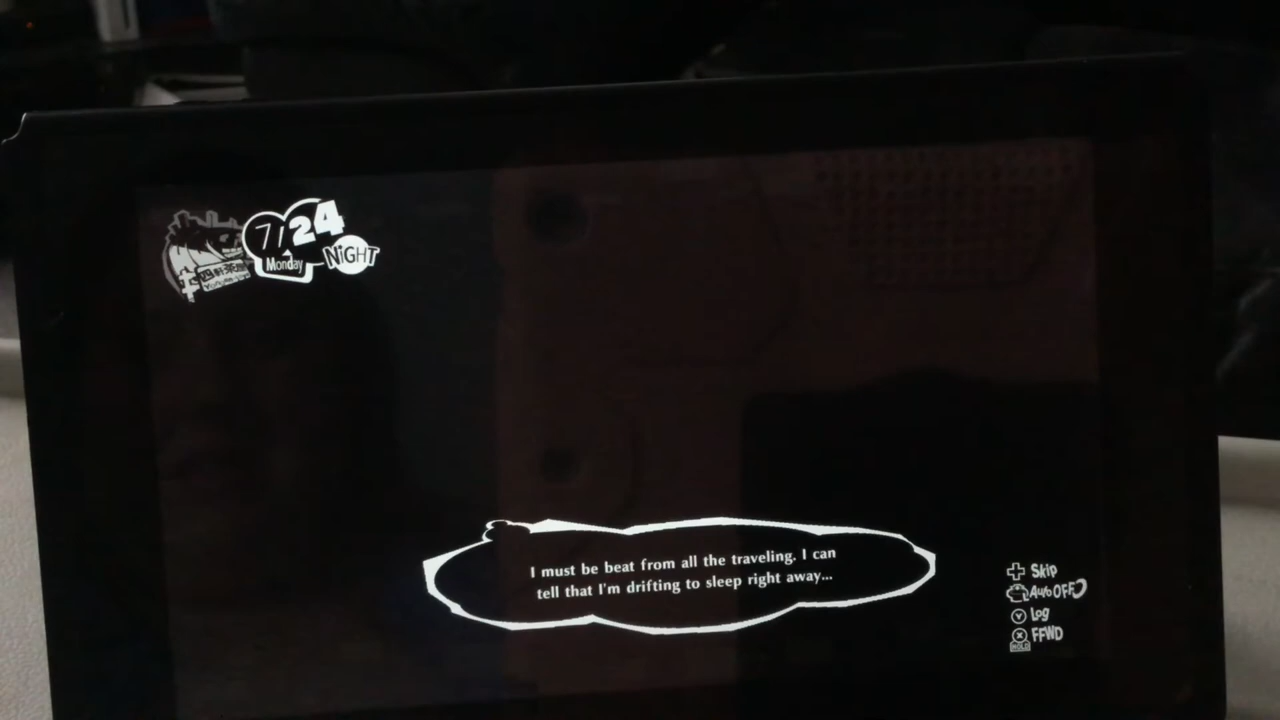 7/24
Monday
NiGHT
I must be beat from all the traveling. I can
tell that I'm drifting to sleep right away...
Skip
Auto OFF
Log
FFWD
HOLD